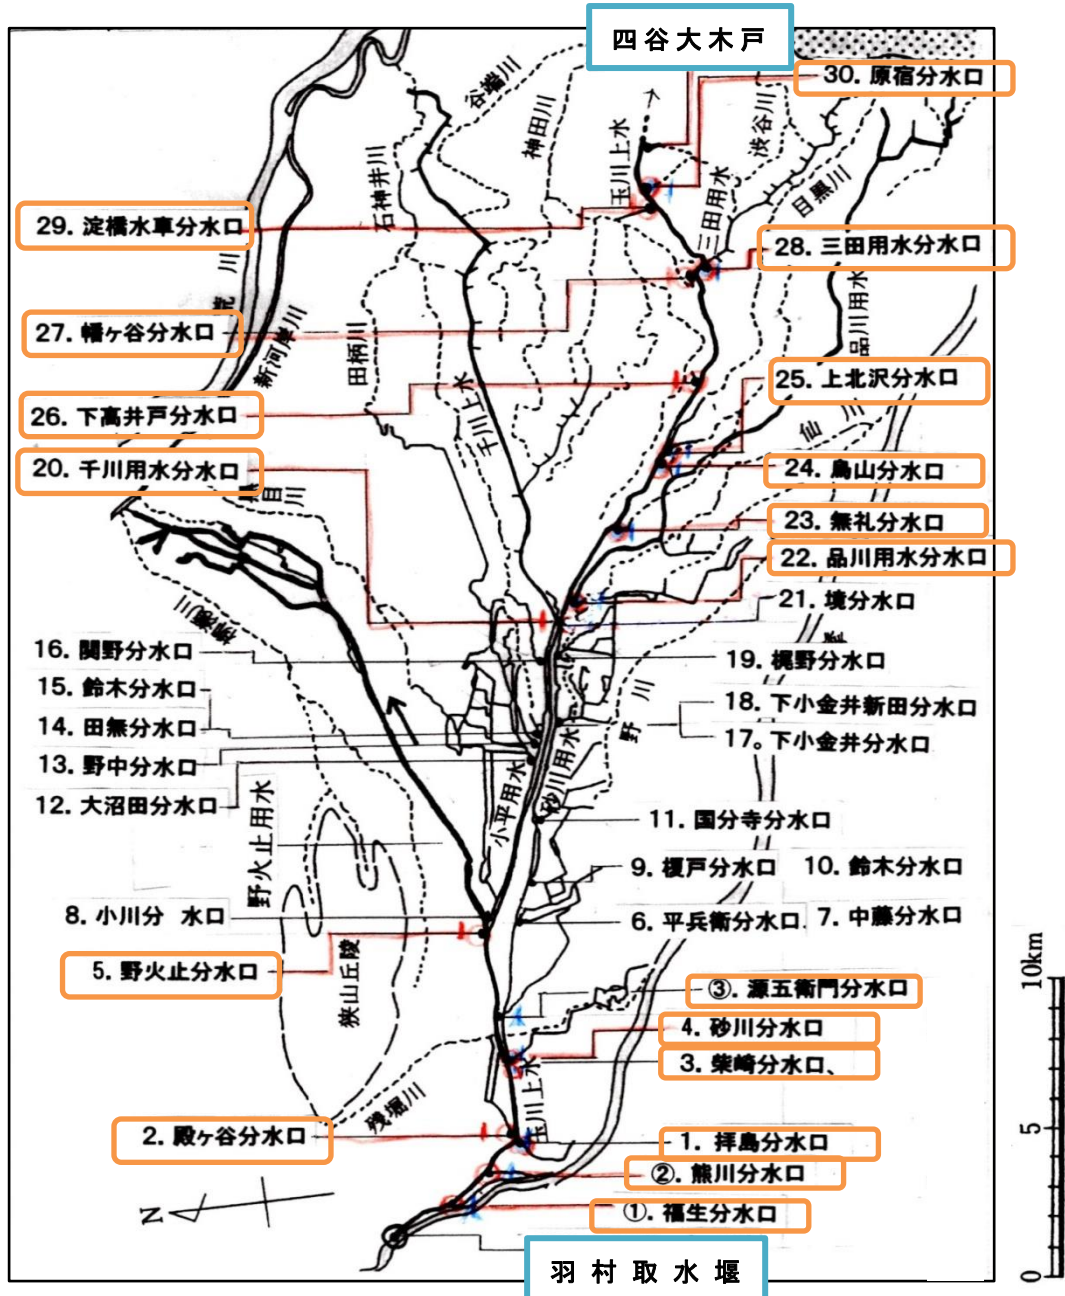 四谷大木戸
30. 原宿分水口
谷端川
神田川
玉川上水
渋谷川
石神井川
三田用水
目黒川
29. 淀橋水車分水口
28. 三田用水分水口
荒川
新河岸川
品川用水
27. 幡ヶ谷分水口
田柄川
25. 上北沢分水口
26. 下高井戸分水口
千川上水
仙川
20. 千川用水分水口
24. 烏山分水口
23. 無礼分水口
22. 品川用水分水口
21. 境分水口
柳瀬川
16. 関野分水口
19. 梶野分水口
15. 鈴木分水口
18. 下小金井新田分水口
野川
14. 田無分水口
17. 下小金井分水口
13. 野中分水口
12. 大沼田分水口
小平用水
砂川用水
11. 国分寺分水口
野火止用水
9. 榎戸分水口
10. 鈴木分水口
8. 小川分 水口
6. 平兵衛分水口
7. 中藤分水口
5. 野火止分水口
狭山丘陵
③. 源五衛門分水口
10km
4. 砂川分水口
3. 柴崎分水口、
残堀川
玉川上水
2. 殿ヶ谷分水口
1. 拝島分水口
5
②. 熊川分水口
N
①. 福生分水口
羽村取水堰
0